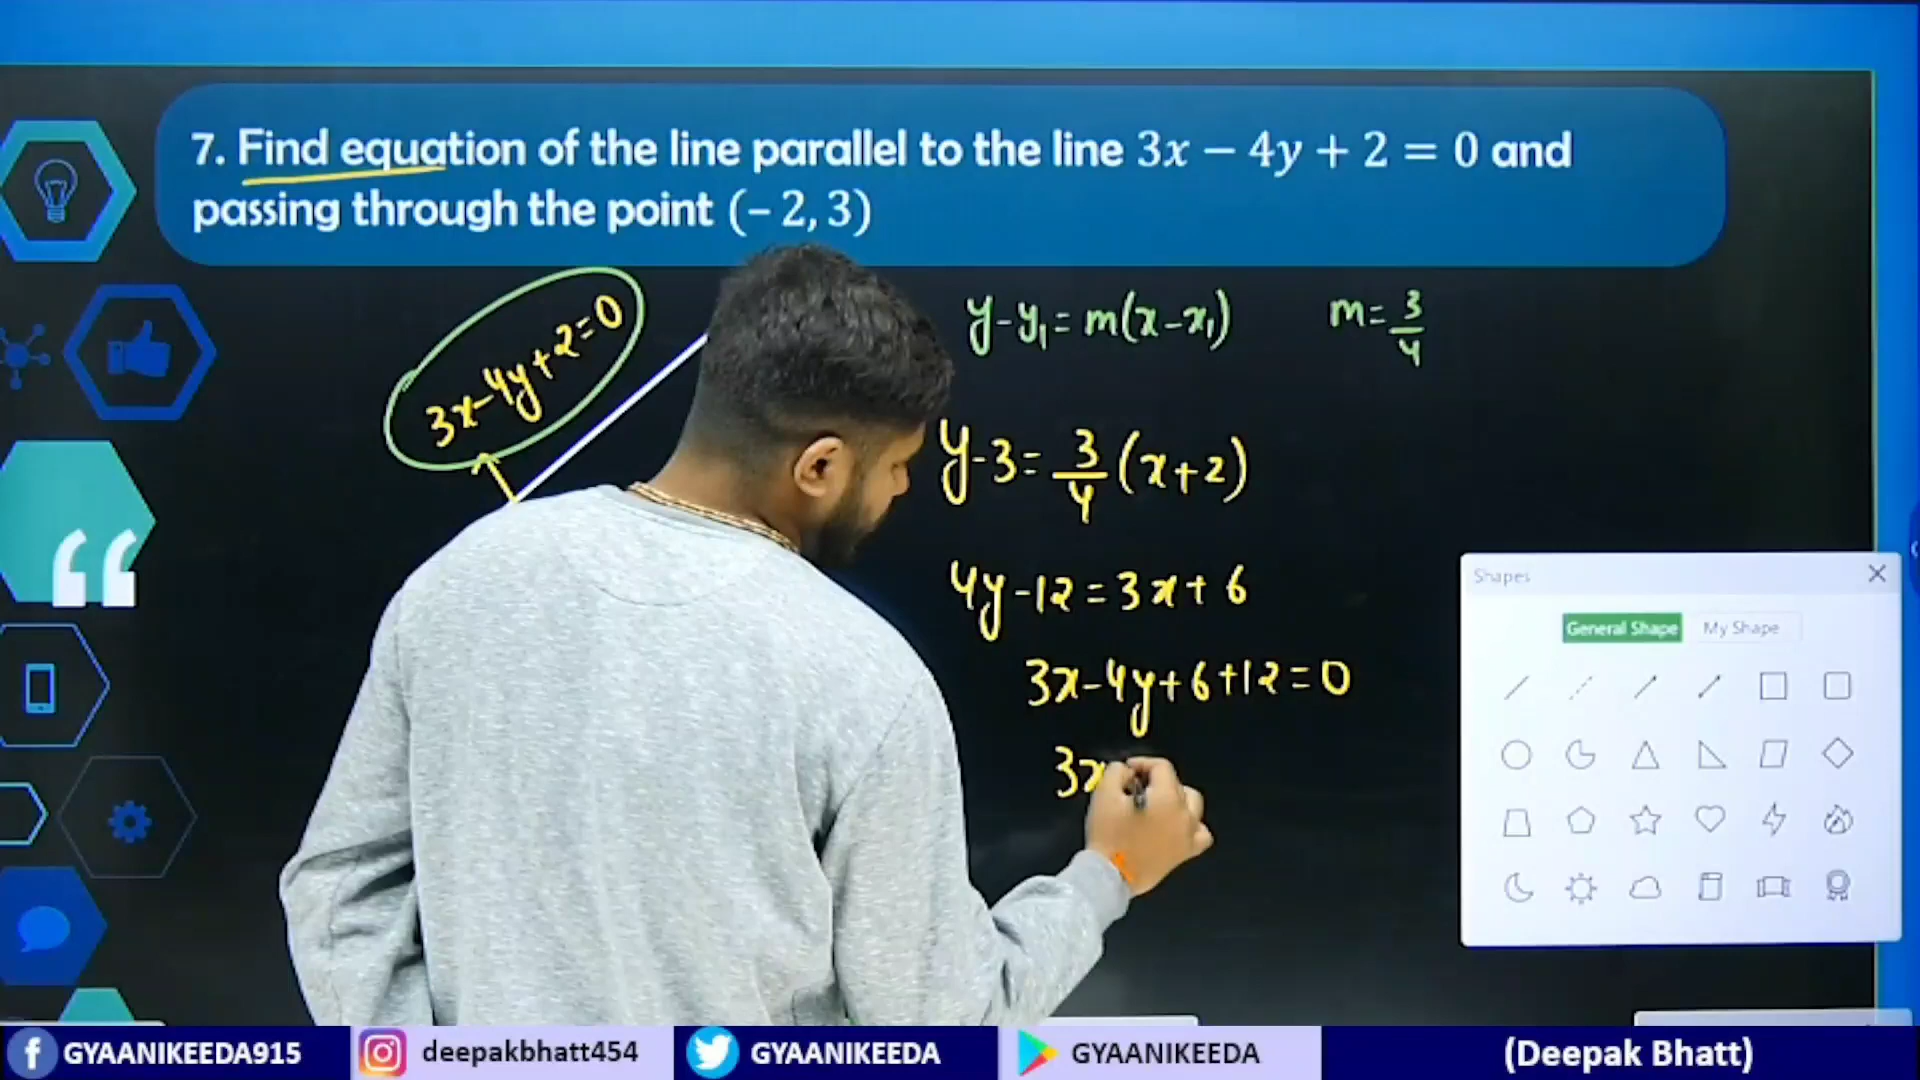 7. Find equation of the line parallel to the line 3x − 4y + 2 = 0 and
passing through the point (– 2, 3)
3x-4y+2=0
y-y₁=m(x-x₁)
m=3/4
y-3=3/4(x+2)
4y-12=3x+6
3x-4y+6+12=0
3x
Shapes
General Shape
My Shape
GYAANIKEEDA915
deepakbhatt454
GYAANIKEEDA
GYAANIKEEDA
(Deepak Bhatt)